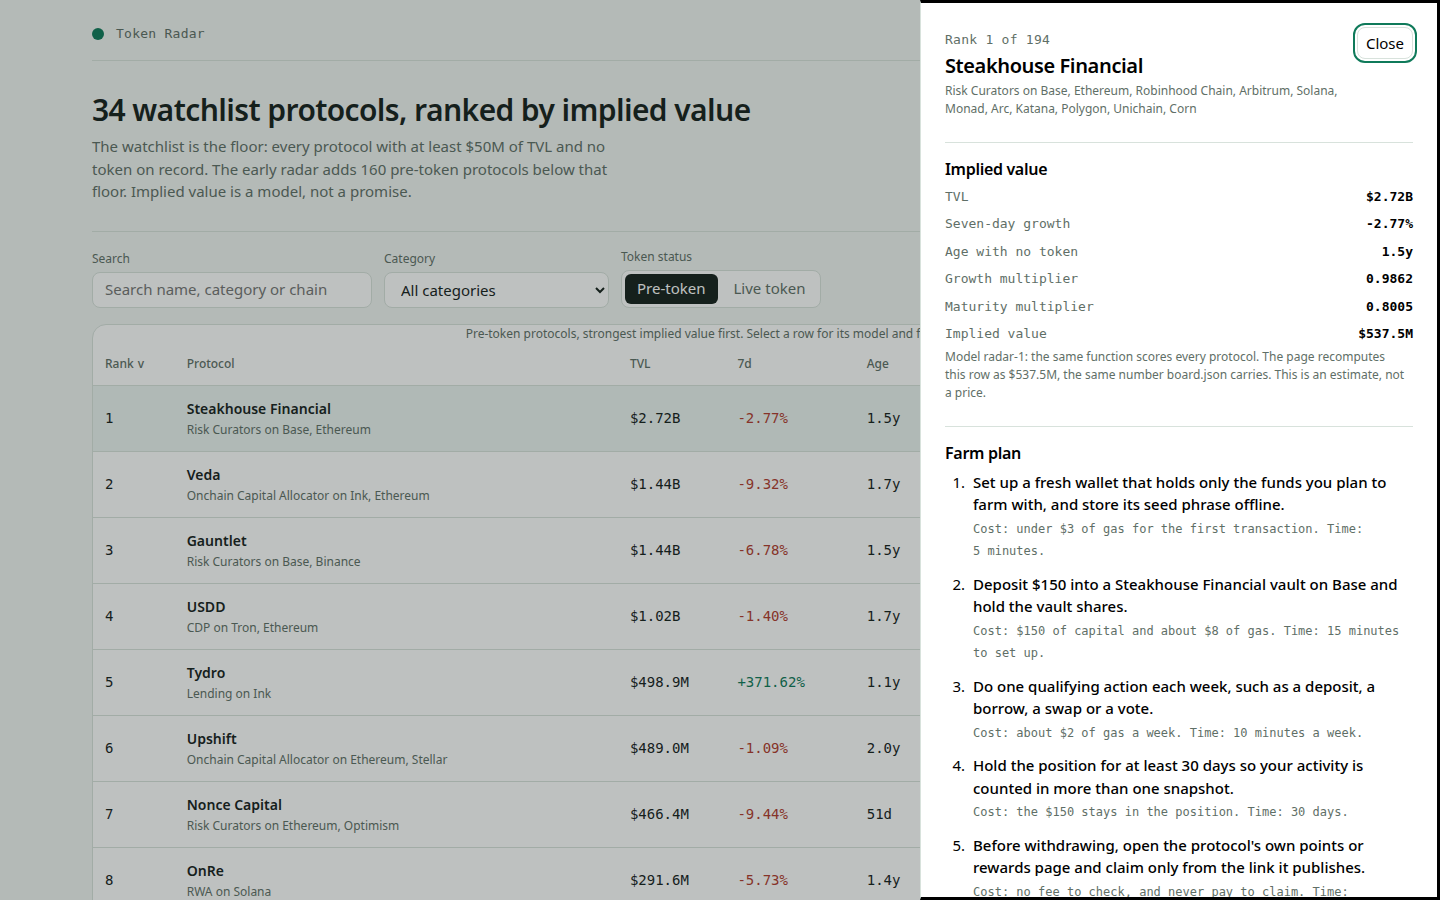 Token Radar
34 watchlist protocols, ranked by implied value
The watchlist is the floor: every protocol with at least $50M of TVL and no
token on record. The early radar adds 160 pre-token protocols below that
floor. Implied value is a model, not a promise.
Search
Category
Token status
Search name, category or chain
All categories
Pre-token
Live token
Pre-token protocols, strongest implied value first. Select a row for its model and f
Rank v Protocol TVL 7d Age
1 Steakhouse Financial $2.72B -2.77% 1.5y
Risk Curators on Base, Ethereum
2 Veda $1.44B -9.32% 1.7y
Onchain Capital Allocator on Ink, Ethereum
3 Gauntlet $1.44B -6.78% 1.5y
Risk Curators on Base, Binance
4 USDD $1.02B -1.40% 1.7y
CDP on Tron, Ethereum
5 Tydro $498.9M +371.62% 1.1y
Lending on Ink
6 Upshift $489.0M -1.09% 2.0y
Onchain Capital Allocator on Ethereum, Stellar
7 Nonce Capital $466.4M -9.44% 51d
Risk Curators on Ethereum, Optimism
8 OnRe $291.6M -5.73% 1.4y
RWA on Solana
Rank 1 of 194
Close
Steakhouse Financial
Risk Curators on Base, Ethereum, Robinhood Chain, Arbitrum, Solana,
Monad, Arc, Katana, Polygon, Unichain, Corn
Implied value
TVL $2.72B
Seven-day growth -2.77%
Age with no token 1.5y
Growth multiplier 0.9862
Maturity multiplier 0.8005
Implied value $537.5M
Model radar-1: the same function scores every protocol. The page recomputes
this row as $537.5M, the same number board.json carries. This is an estimate, not
a price.
Farm plan
1. Set up a fresh wallet that holds only the funds you plan to
farm with, and store its seed phrase offline.
Cost: under $3 of gas for the first transaction. Time:
5 minutes.
2. Deposit $150 into a Steakhouse Financial vault on Base and
hold the vault shares.
Cost: $150 of capital and about $8 of gas. Time: 15 minutes
to set up.
3. Do one qualifying action each week, such as a deposit, a
borrow, a swap or a vote.
Cost: about $2 of gas a week. Time: 10 minutes a week.
4. Hold the position for at least 30 days so your activity is
counted in more than one snapshot.
Cost: the $150 stays in the position. Time: 30 days.
5. Before withdrawing, open the protocol's own points or
rewards page and claim only from the link it publishes.
Cost: no fee to check, and never pay to claim. Time: